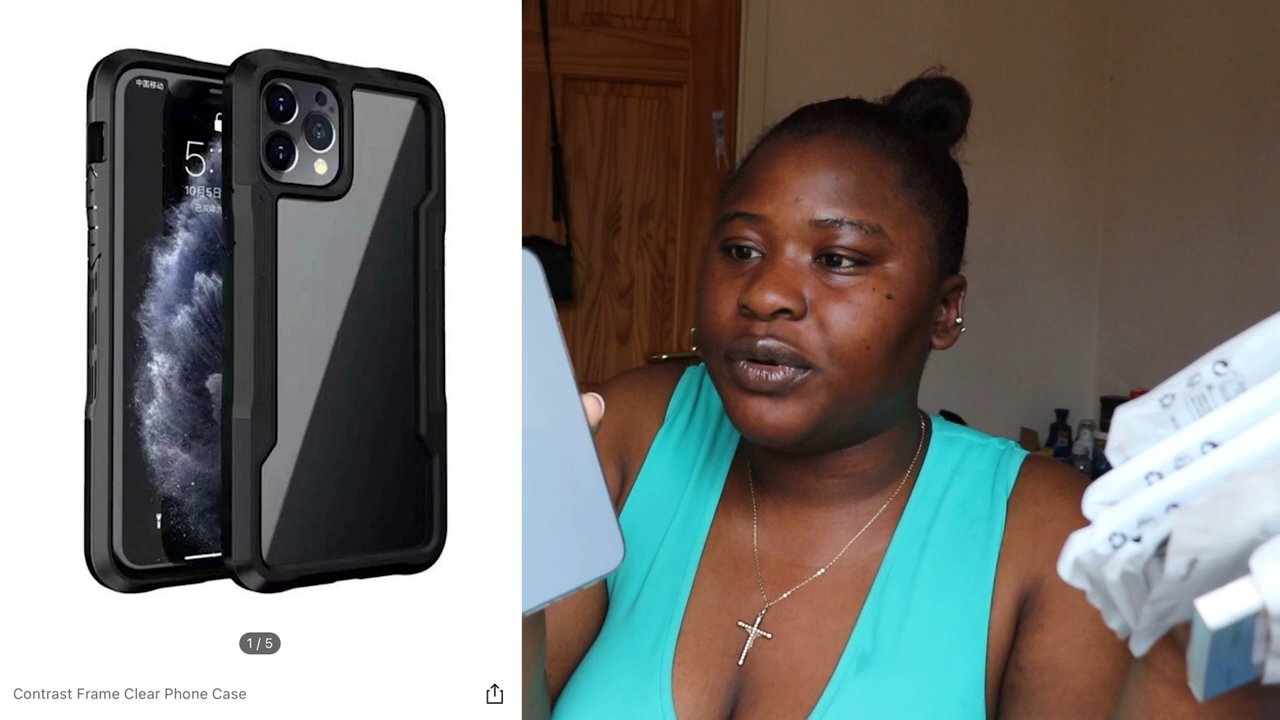 中国移动
5:
10月5日
1 / 5
Contrast Frame Clear Phone Case